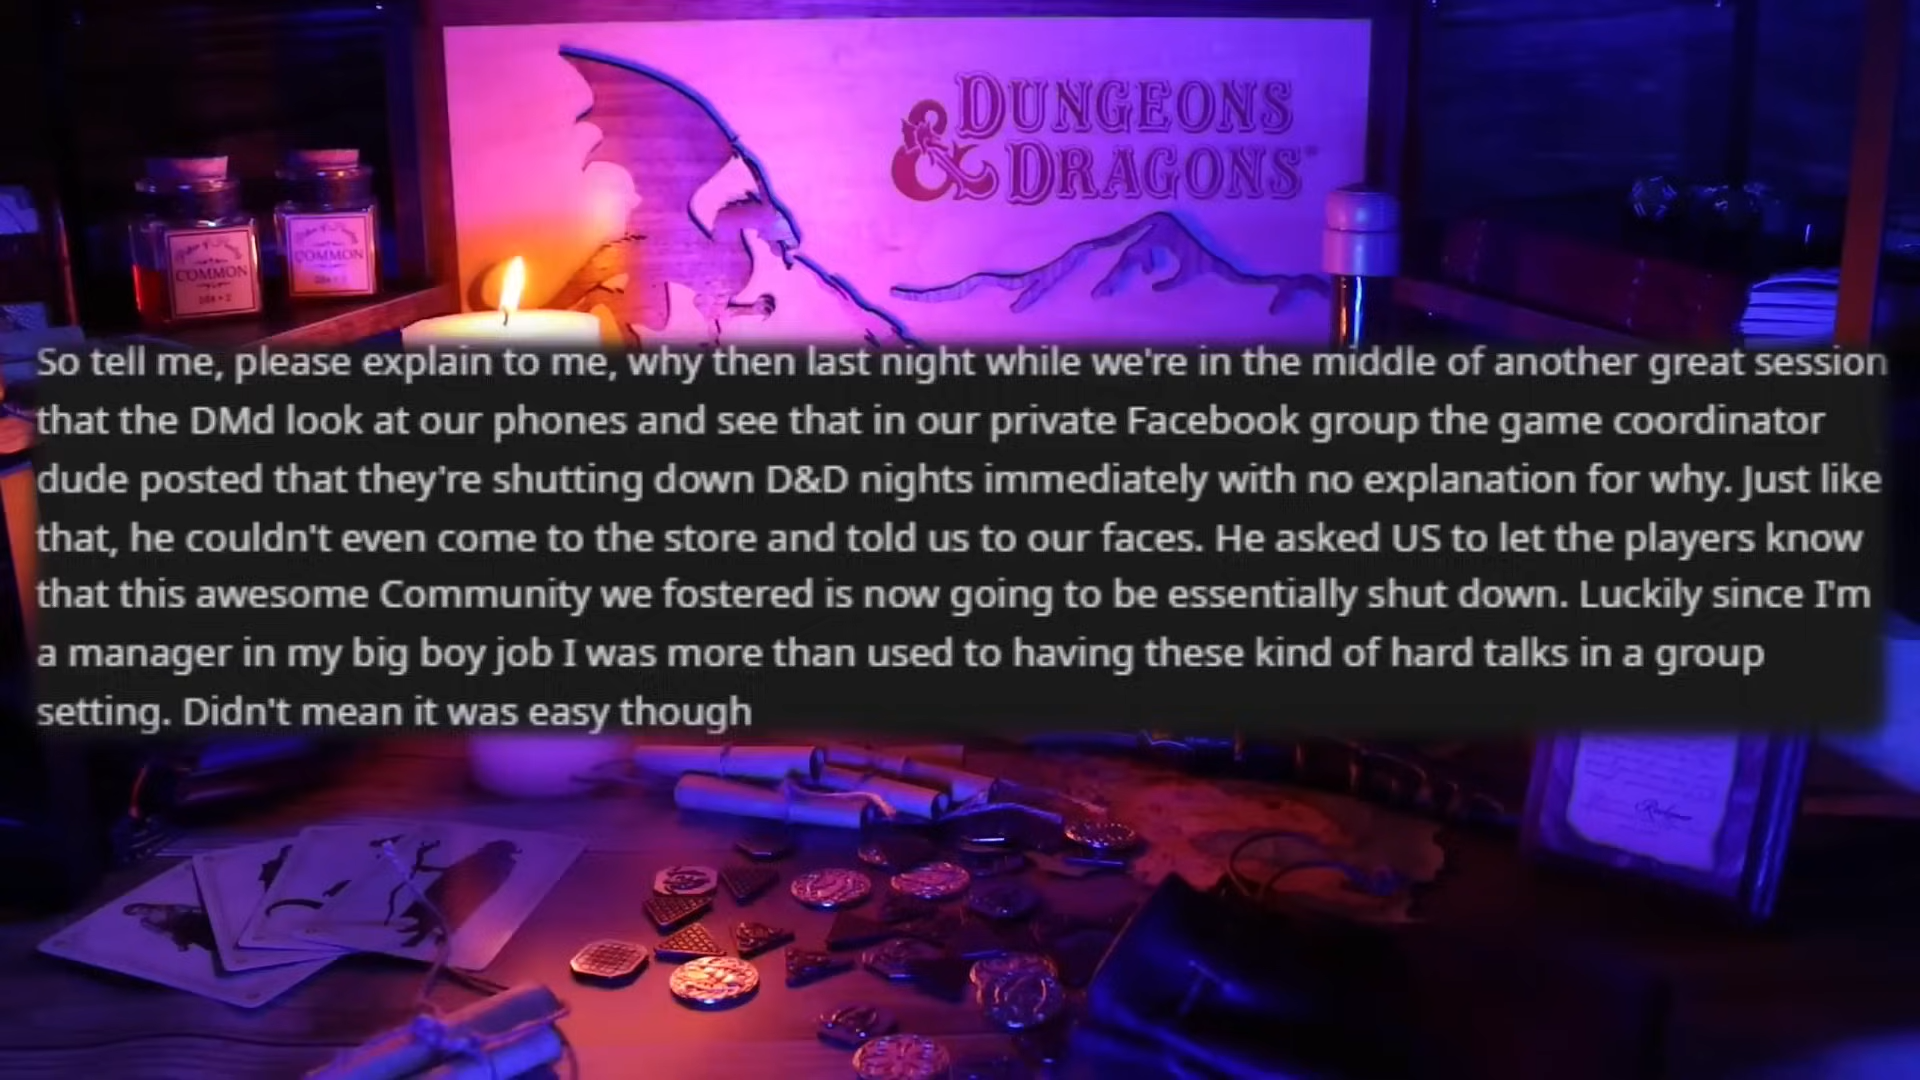 DUNGEONS
& DRAGONS
COMMON
COMMON
So tell me, please explain to me, why then last night while we're in the middle of another great session
that the DMd look at our phones and see that in our private Facebook group the game coordinator
dude posted that they're shutting down D&D nights immediately with no explanation for why. Just like
that, he couldn't even come to the store and told us to our faces. He asked US to let the players know
that this awesome Community we fostered is now going to be essentially shut down. Luckily since I'm
a manager in my big boy job I was more than used to having these kind of hard talks in a group
setting. Didn't mean it was easy though